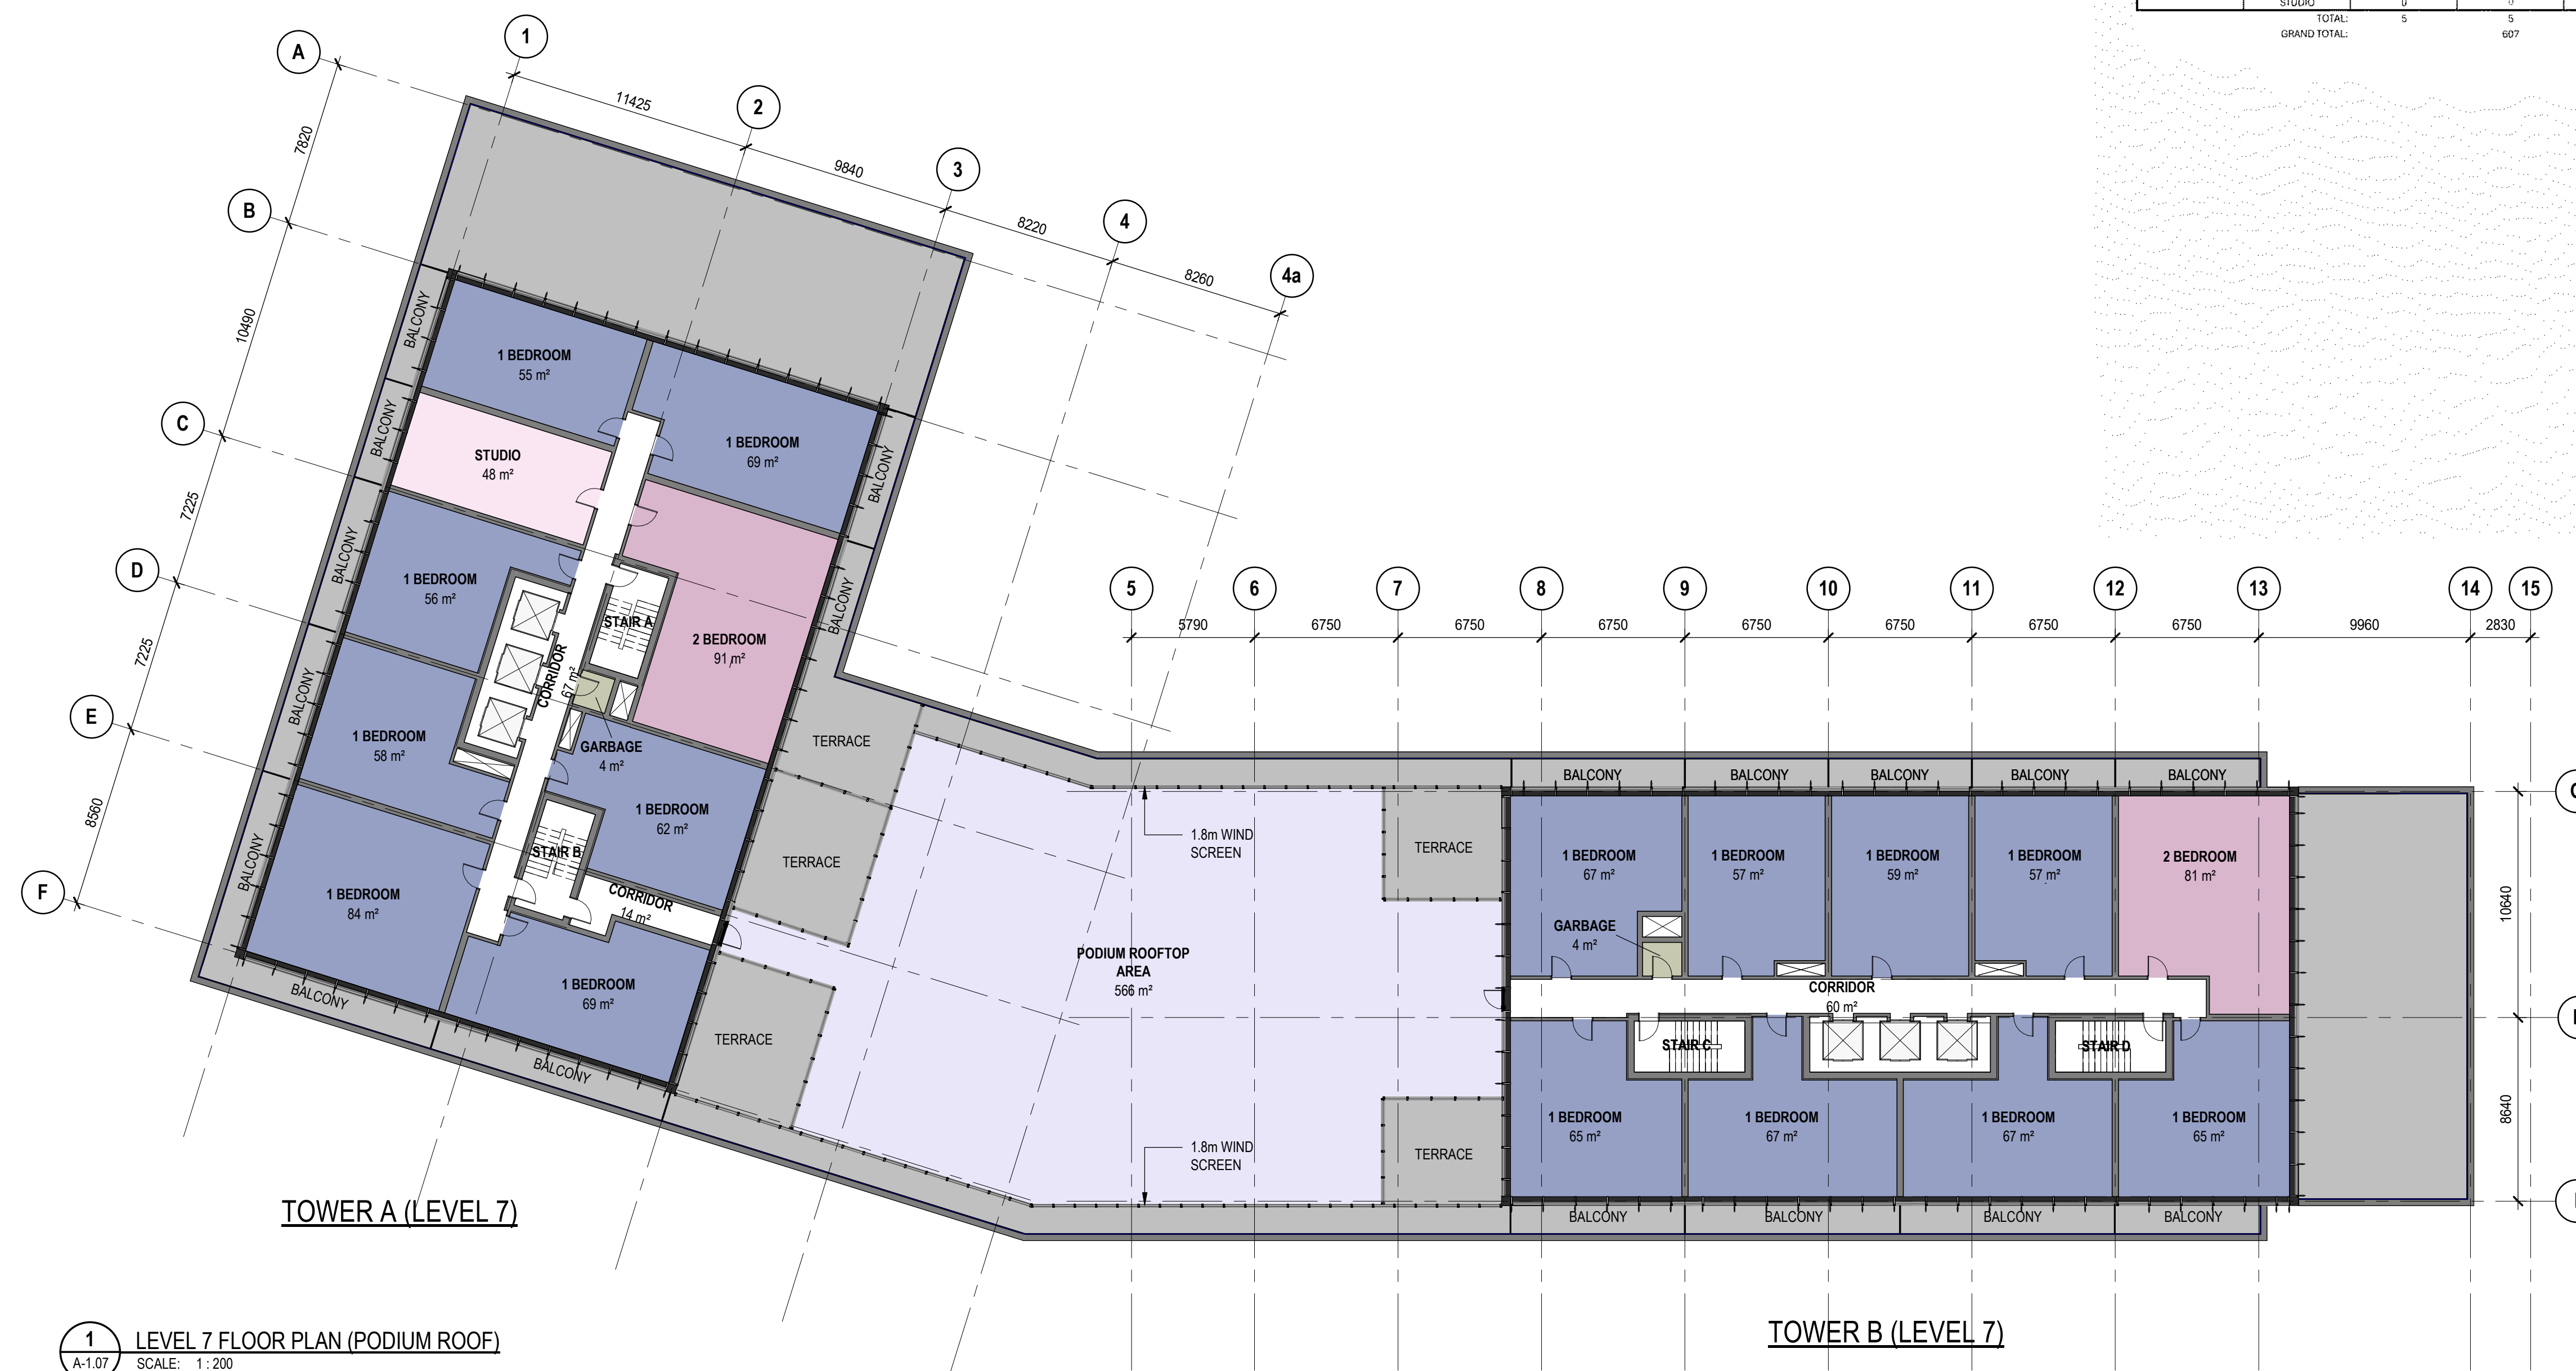 STUDIO 0 0
TOTAL: 5 5
GRAND TOTAL: 607
A
1
2
3
4
4a
B
C
D
E
F
11425
9840
8220
8260
7820
10490
7225
7225
8560
BALCONY
BALCONY
BALCONY
BALCONY
BALCONY
BALCONY
BALCONY
BALCONY
BALCONY
1 BEDROOM
55 m²
1 BEDROOM
69 m²
STUDIO
48 m²
1 BEDROOM
56 m²
STAIR A
2 BEDROOM
91 m²
CORRIDOR
67 m²
1 BEDROOM
58 m²
GARBAGE
4 m²
1 BEDROOM
62 m²
STAIR B
1 BEDROOM
84 m²
CORRIDOR
14 m²
1 BEDROOM
69 m²
TERRACE
TERRACE
TERRACE
5
6
7
8
9
10
11
12
13
14
15
5790
6750
6750
6750
6750
6750
6750
6750
9960
2830
1.8m WIND
SCREEN
PODIUM ROOFTOP
AREA
566 m²
1.8m WIND
SCREEN
TERRACE
TERRACE
BALCONY
BALCONY
BALCONY
BALCONY
BALCONY
1 BEDROOM
67 m²
1 BEDROOM
57 m²
1 BEDROOM
59 m²
1 BEDROOM
57 m²
2 BEDROOM
81 m²
GARBAGE
4 m²
CORRIDOR
60 m²
STAIR C
STAIR D
1 BEDROOM
65 m²
1 BEDROOM
67 m²
1 BEDROOM
67 m²
1 BEDROOM
65 m²
BALCONY
BALCONY
BALCONY
BALCONY
10640
8640
TOWER A (LEVEL 7)
TOWER B (LEVEL 7)
1
A-1.07
LEVEL 7 FLOOR PLAN (PODIUM ROOF)
SCALE: 1 : 200